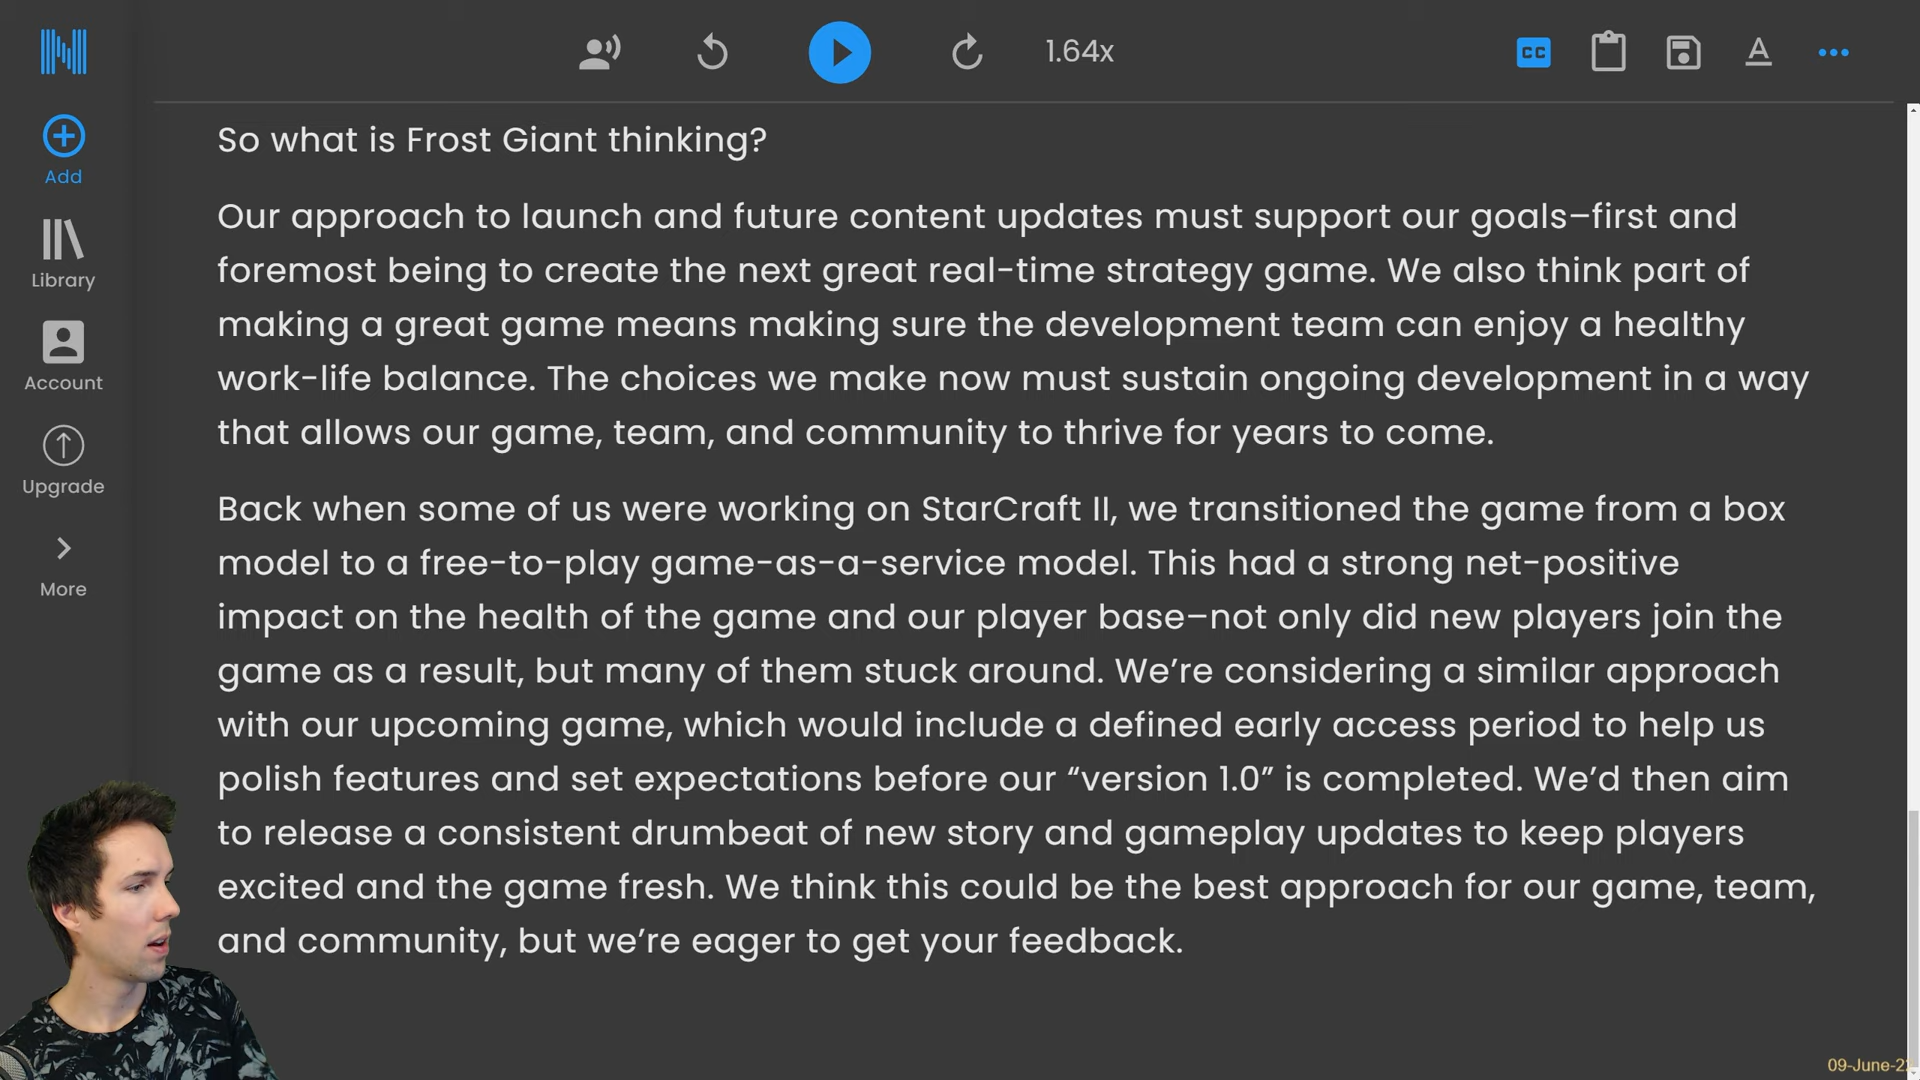 1.64x
CC
A
Add
Library
Account
Upgrade
More
So what is Frost Giant thinking?
Our approach to launch and future content updates must support our goals–first and
foremost being to create the next great real-time strategy game. We also think part of
making a great game means making sure the development team can enjoy a healthy
work-life balance. The choices we make now must sustain ongoing development in a way
that allows our game, team, and community to thrive for years to come.
Back when some of us were working on StarCraft II, we transitioned the game from a box
model to a free-to-play game-as-a-service model. This had a strong net-positive
impact on the health of the game and our player base–not only did new players join the
game as a result, but many of them stuck around. We’re considering a similar approach
with our upcoming game, which would include a defined early access period to help us
polish features and set expectations before our “version 1.0” is completed. We’d then aim
to release a consistent drumbeat of new story and gameplay updates to keep players
excited and the game fresh. We think this could be the best approach for our game, team,
and community, but we’re eager to get your feedback.